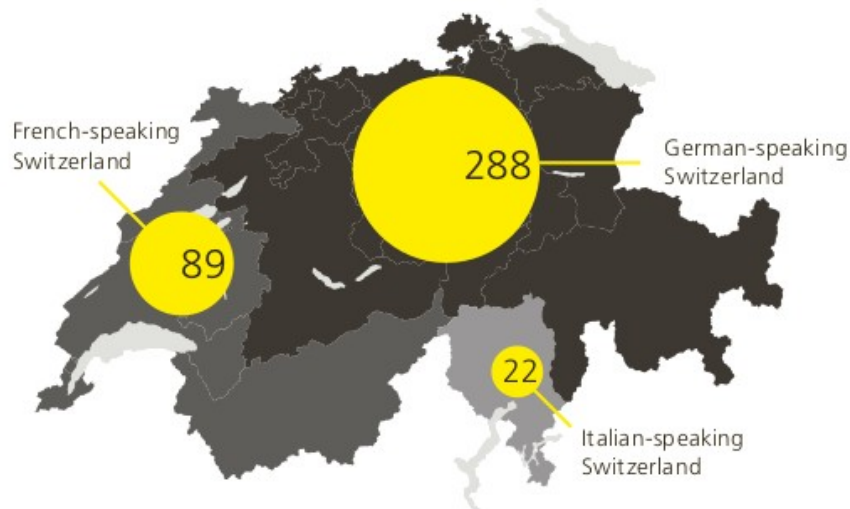 French-speaking
Switzerland
89
288
German-speaking
Switzerland
22
Italian-speaking
Switzerland